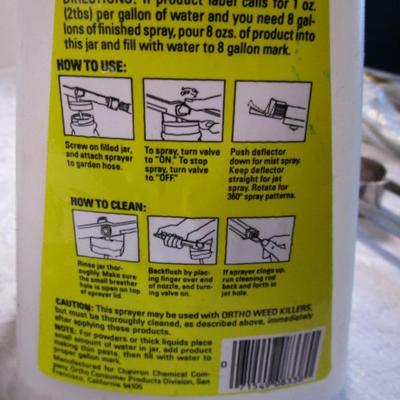 DIRECTIONS: If product label calls for 1 oz.
(2tbs) per gallon of water and you need 8 gal-
lons of finished spray, pour 8 ozs. of product into
this jar and fill with water to 8 gallon mark.
HOW TO USE:
Screw on filled jar,
and attach sprayer
to garden hose.
To spray, turn valve
to "ON." To stop
spray, turn valve
to "OFF."
Push deflector
down for mist spray.
Keep deflector
straight for jet
spray. Rotate for
360° spray patterns.
HOW TO CLEAN:
Rinse jar thor-
oughly. Make sure
the small breather
hole is open on top
of sprayer lid.
Backflush by plac-
ing finger over end
of nozzle, and turn-
ing valve on.
If sprayer clogs up,
run cleaning rod
back and forth in
jet hole.
CAUTION: This sprayer may be used with ORTHO WEED KILLERS,
but must be thoroughly cleaned, as described above, immediately
after applying these products.
NOTE: For powders or thick liquids place
small amount of water in jar, add product
making thin paste, then fill with water to
proper gallon mark.
Manufactured for Chevron Chemical Com-
pany, Ortho Consumer Products Division, San
Francisco, California 94105
0